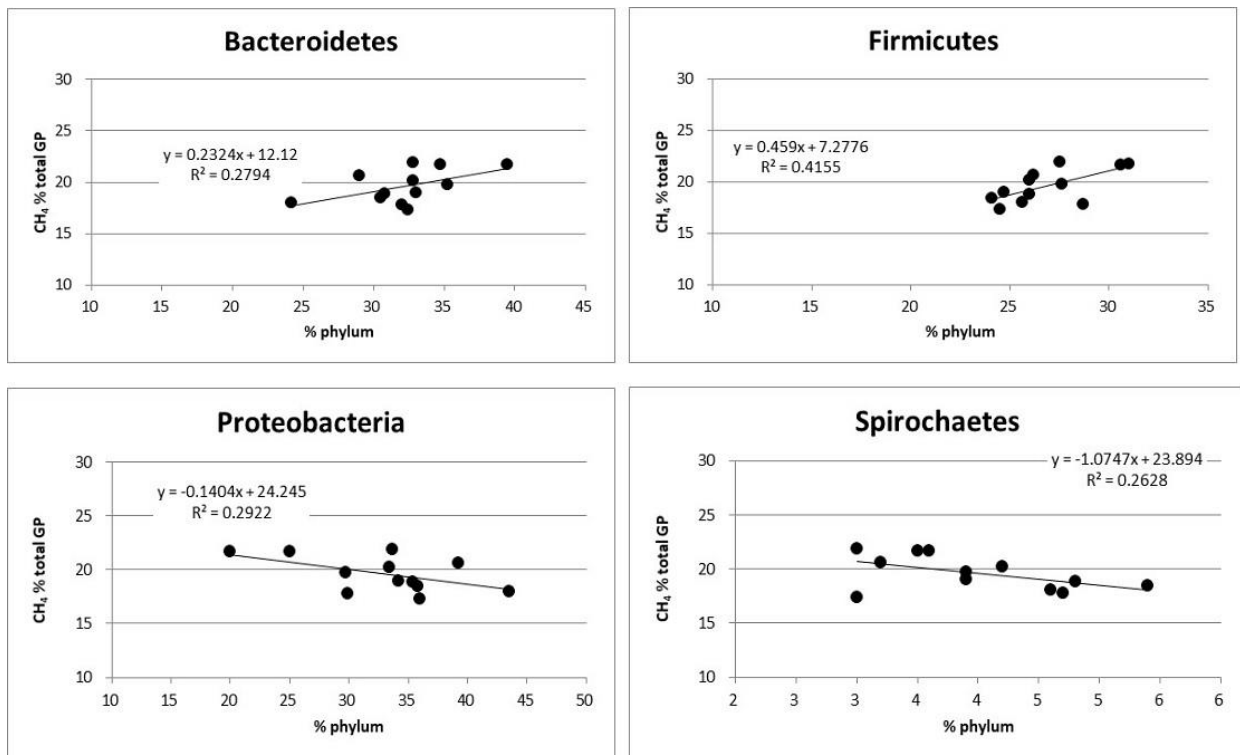 Bacteroidetes
30
25
20
15
10
CH₄ % total GP
y = 0.2324x + 12.12
R² = 0.2794
10 15 20 25 30 35 40 45
% phylum
Firmicutes
30
25
20
15
10
CH₄ % total GP
y = 0.459x + 7.2776
R² = 0.4155
10 15 20 25 30 35
% phylum
Proteobacteria
30
25
20
15
10
CH₄ % total GP
y = -0.1404x + 24.245
R² = 0.2922
10 15 20 25 30 35 40 45 50
% phylum
Spirochaetes
30
25
20
15
10
CH₄ % total GP
y = -1.0747x + 23.894
R² = 0.2628
2 3 3 4 4 5 5 6 6
% phylum